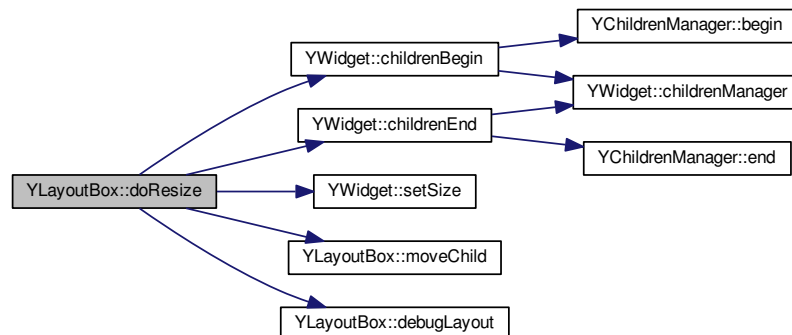 YChildrenManager::begin
YWidget::childrenBegin
YWidget::childrenManager
YWidget::childrenEnd
YChildrenManager::end
YLayoutBox::doResize
YWidget::setSize
YLayoutBox::moveChild
YLayoutBox::debugLayout